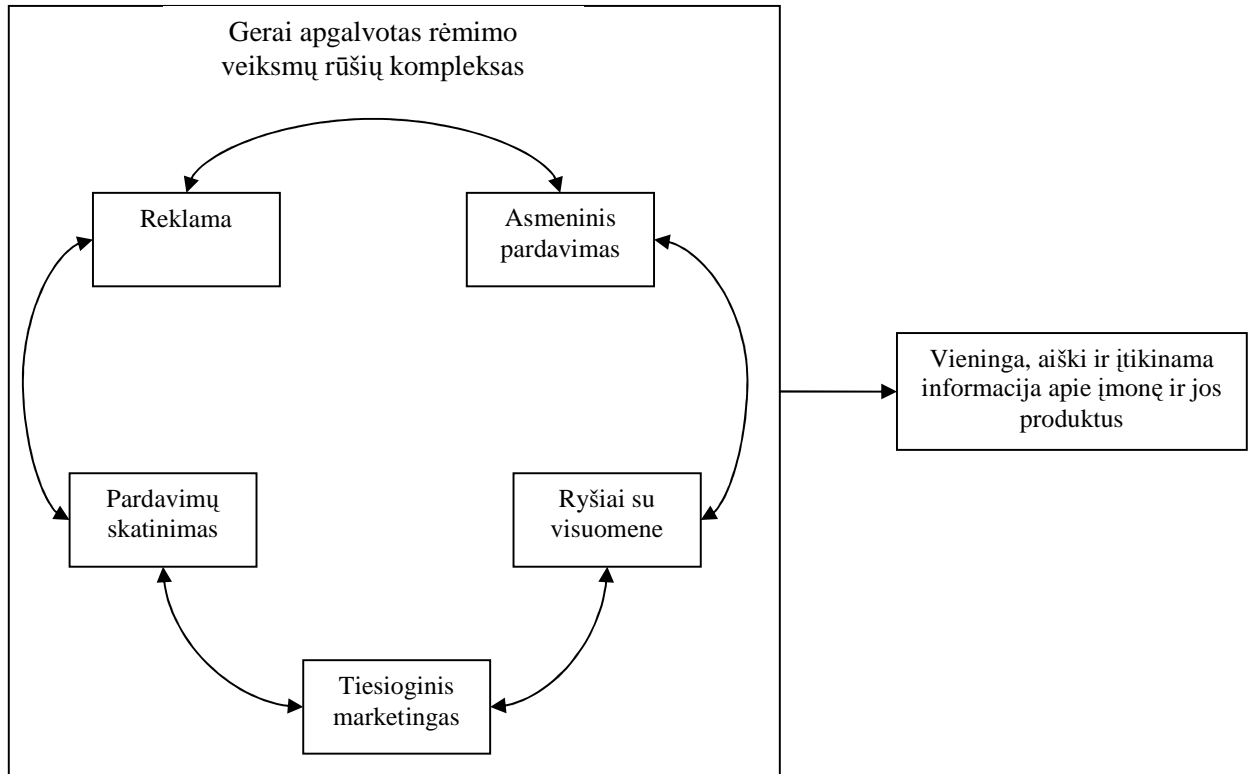 Gerai apgalvotas rėmimo
veiksmų rūšių kompleksas
Reklama
Asmeninis
pardavimas
Vieninga, aiški ir įtikinama
informacija apie įmonę ir jos
produktus
Pardavimų
skatinimas
Ryšiai su
visuomene
Tiesioginis
marketingas